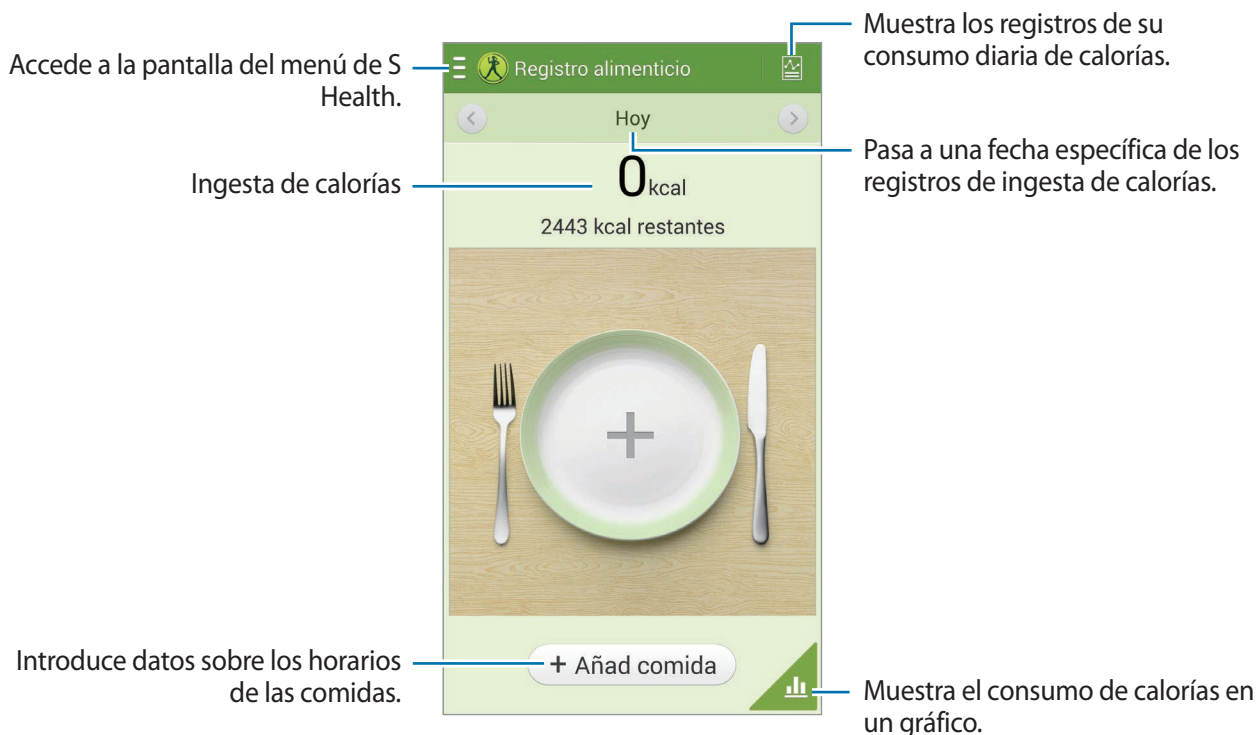 Muestra los registros de su
consumo diaria de calorías.
Accede a la pantalla del menú de S
Health.
Registro alimenticio
Hoy
Pasa a una fecha específica de los
registros de ingesta de calorías.
Ingesta de calorías
0 kcal
2443 kcal restantes
Introduce datos sobre los horarios
de las comidas.
+ Añad comida
Muestra el consumo de calorías en
un gráfico.